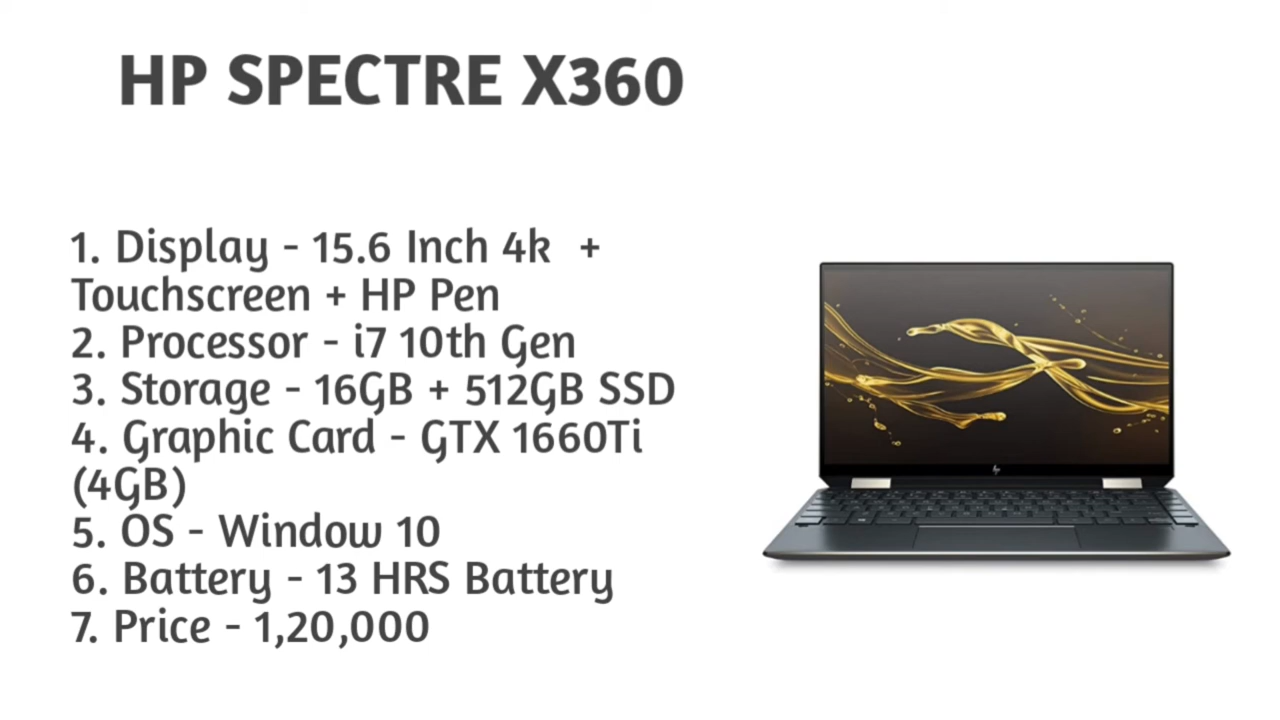 HP SPECTRE X360
1. Display - 15.6 Inch 4k +
Touchscreen + HP Pen
2. Processor - i7 10th Gen
3. Storage - 16GB + 512GB SSD
4. Graphic Card - GTX 1660Ti
(4GB)
5. OS - Window 10
6. Battery - 13 HRS Battery
7. Price - 1,20,000
hp